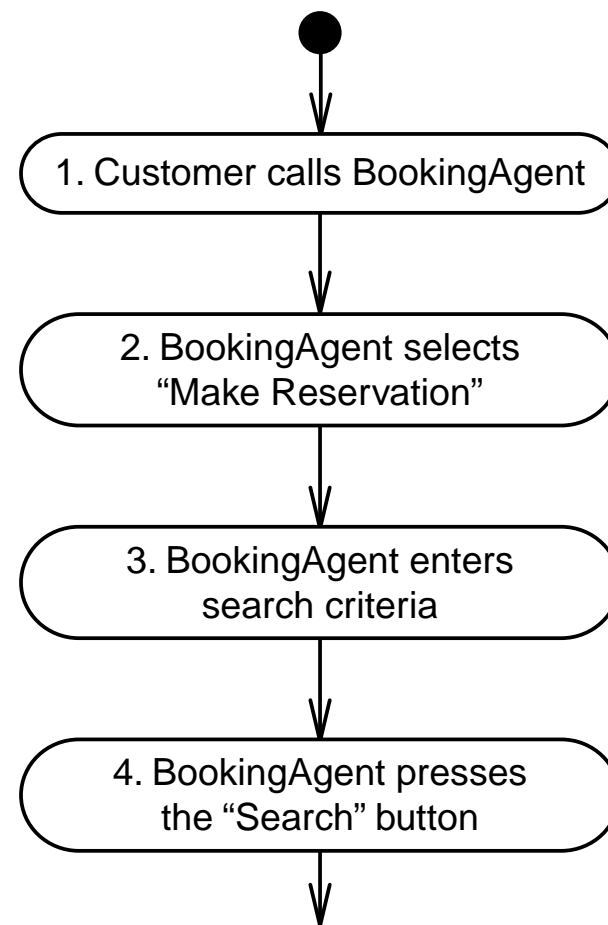 1. Customer calls BookingAgent
2. BookingAgent selects
“Make Reservation”
3. BookingAgent enters
search criteria
4. BookingAgent presses
the “Search” button